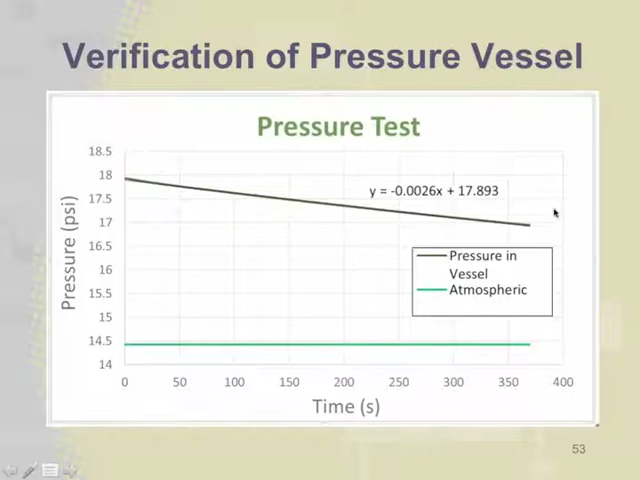 Verification of Pressure Vessel
Pressure Test
18.5
18
17.5
17
16.5
16
15.5
15
14.5
14
Pressure (psi)
y = -0.0026x + 17.893
Pressure in
Vessel
Atmospheric
0 50 100 150 200 250 300 350 400
Time (s)
53